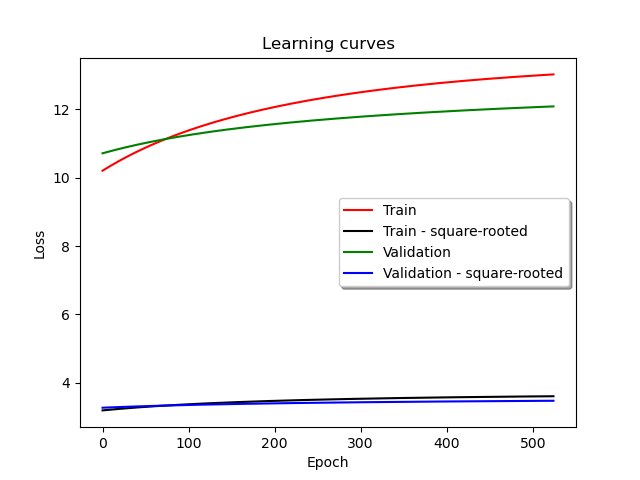 Learning curves
Loss
12
10
8
6
4
Train
Train - square-rooted
Validation
Validation - square-rooted
0 100 200 300 400 500
Epoch